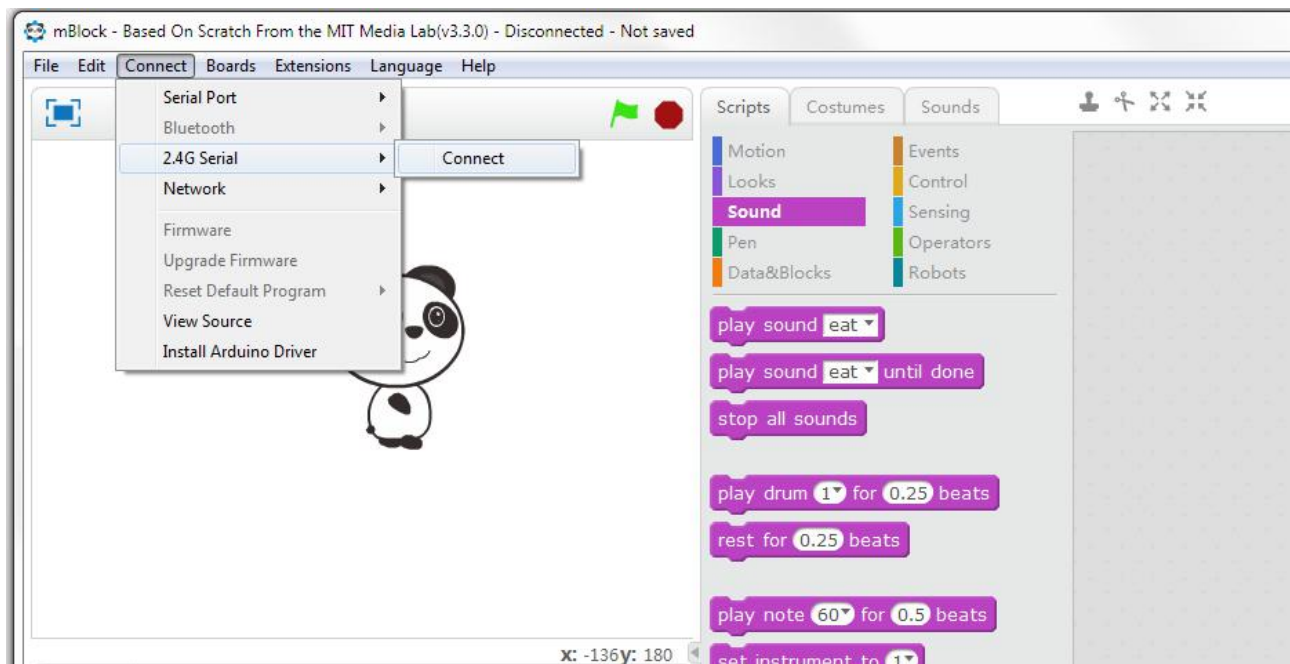 mBlock - Based On Scratch From the MIT Media Lab(v3.3.0) - Disconnected - Not saved
File Edit Connect Boards Extensions Language Help
Serial Port
Bluetooth
2.4G Serial
Connect
Network
Firmware
Upgrade Firmware
Reset Default Program
View Source
Install Arduino Driver
x: -136 y: 180
Scripts Costumes Sounds
Motion Events
Looks Control
Sound Sensing
Pen Operators
Data&Blocks Robots
play sound eat
play sound eat until done
stop all sounds
play drum 1 for 0.25 beats
rest for 0.25 beats
play note 60 for 0.5 beats
set instrument to 1